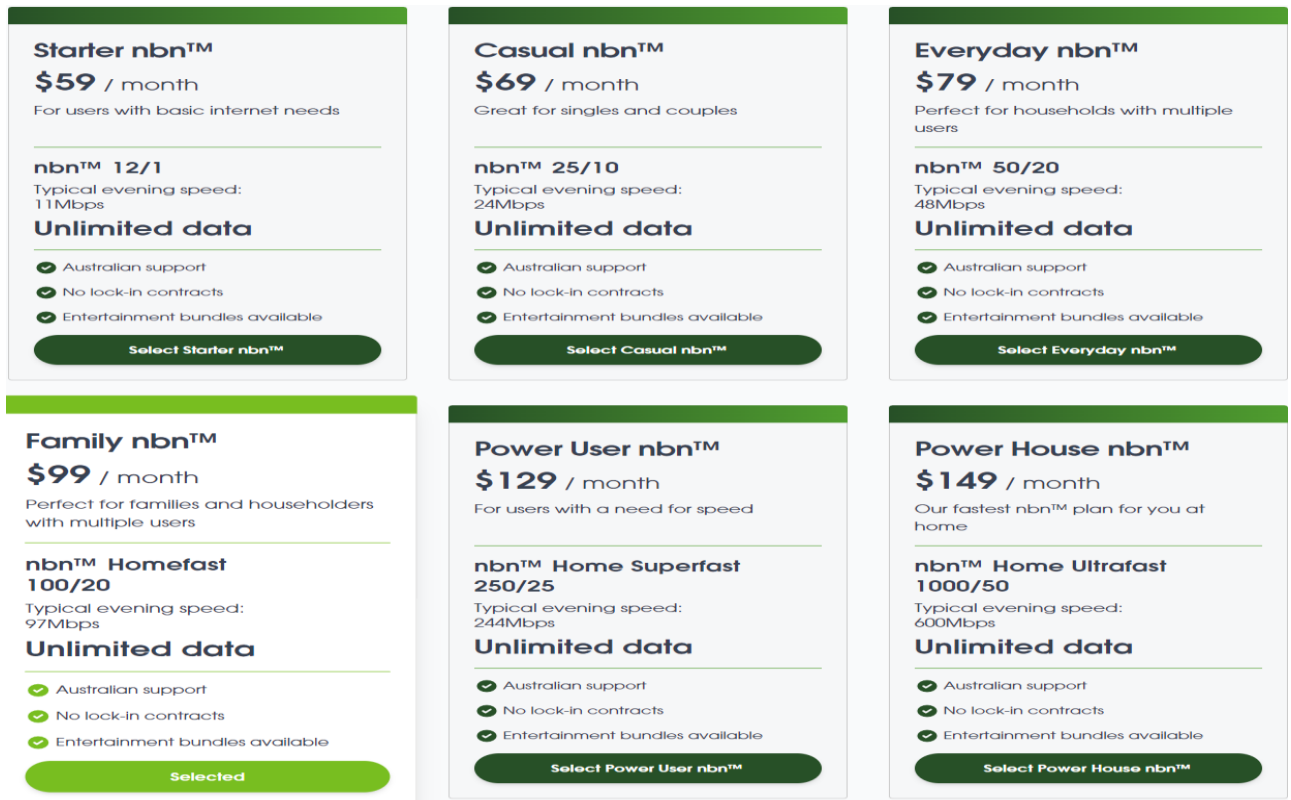 Starter nbn™
$59 / month
For users with basic internet needs
nbn™ 12/1
Typical evening speed:
11Mbps
Unlimited data
Australian support
No lock-in contracts
Entertainment bundles available
Select Starter nbn™
Casual nbn™
$69 / month
Great for singles and couples
nbn™ 25/10
Typical evening speed:
24Mbps
Unlimited data
Australian support
No lock-in contracts
Entertainment bundles available
Select Casual nbn™
Everyday nbn™
$79 / month
Perfect for households with multiple
users
nbn™ 50/20
Typical evening speed:
48Mbps
Unlimited data
Australian support
No lock-in contracts
Entertainment bundles available
Select Everyday nbn™
Family nbn™
$99 / month
Perfect for families and householders
with multiple users
nbn™ Homefast
100/20
Typical evening speed:
97Mbps
Unlimited data
Australian support
No lock-in contracts
Entertainment bundles available
Selected
Power User nbn™
$129 / month
For users with a need for speed
nbn™ Home Superfast
250/25
Typical evening speed:
244Mbps
Unlimited data
Australian support
No lock-in contracts
Entertainment bundles available
Select Power User nbn™
Power House nbn™
$149 / month
Our fastest nbn™ plan for you at
home
nbn™ Home Ultrafast
1000/50
Typical evening speed:
600Mbps
Unlimited data
Australian support
No lock-in contracts
Entertainment bundles available
Select Power House nbn™